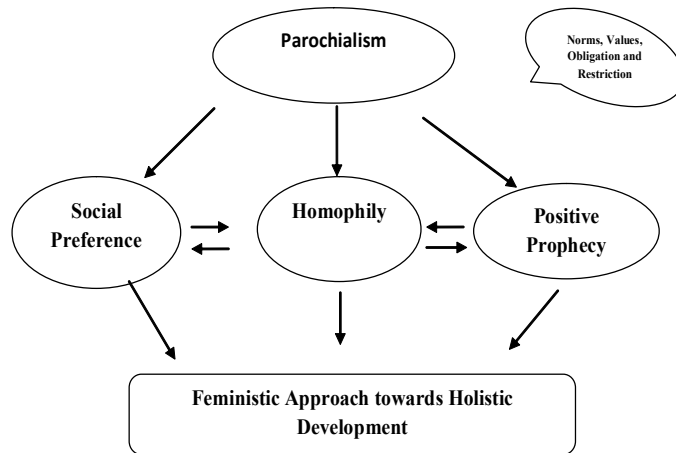 Parochialism
Norms, Values,
Obligation and
Restriction
Social
Preference
Homophily
Positive
Prophecy
Feministic Approach towards Holistic
Development